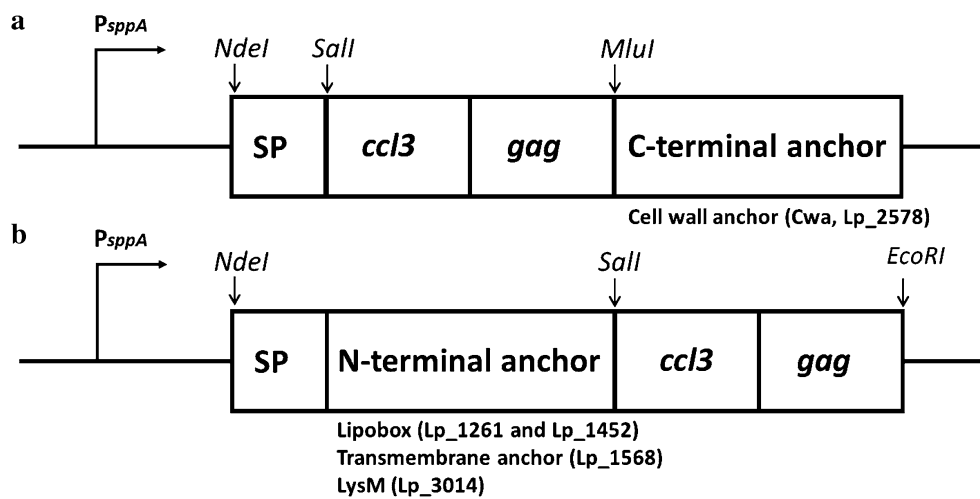 a
PsppA
NdeI SalI MluI
SP ccl3 gag C-terminal anchor
Cell wall anchor (Cwa, Lp_2578)
b
PsppA
NdeI SalI EcoRI
SP N-terminal anchor ccl3 gag
Lipobox (Lp_1261 and Lp_1452)
Transmembrane anchor (Lp_1568)
LysM (Lp_3014)